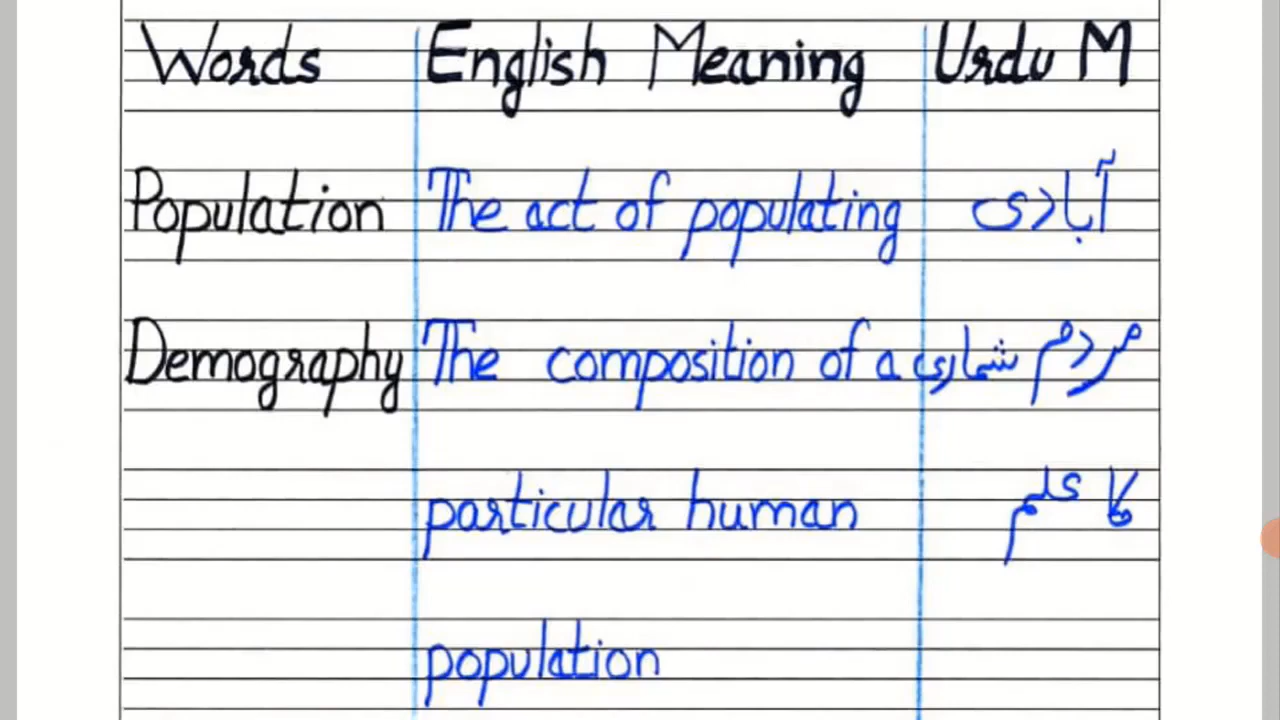 Words English Meaning Urdu M
Population The act of populating آبادی
Demography The composition of a مردم شماری
particular human کا علم
population